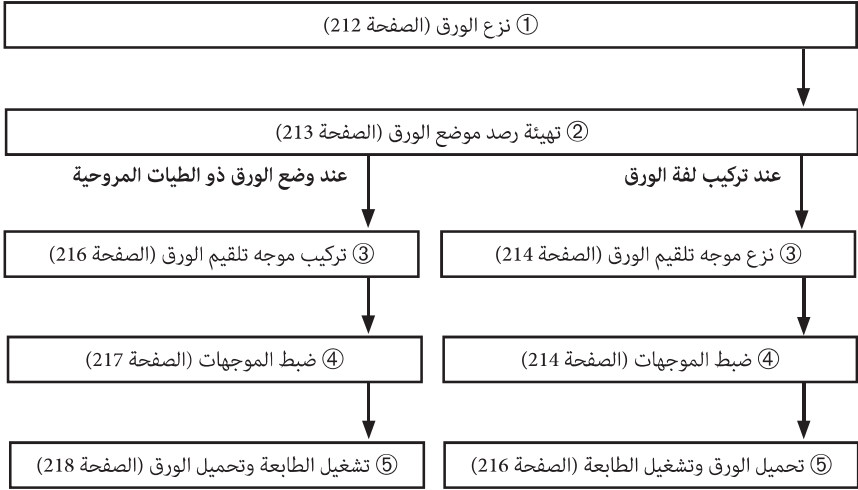 ① نزع الورق (الصفحة 212)
② تهيئة رصد موضع الورق (الصفحة 213)
عند تركيب لفة الورق
عند وضع الورق ذو الطيات المروحية
③ نزع موجه تلقيم الورق (الصفحة 214)
③ تركيب موجه تلقيم الورق (الصفحة 216)
④ ضبط الموجهات (الصفحة 214)
④ ضبط الموجهات (الصفحة 217)
⑤ تحميل الورق وتشغيل الطابعة (الصفحة 216)
⑤ تشغيل الطابعة وتحميل الورق (الصفحة 218)